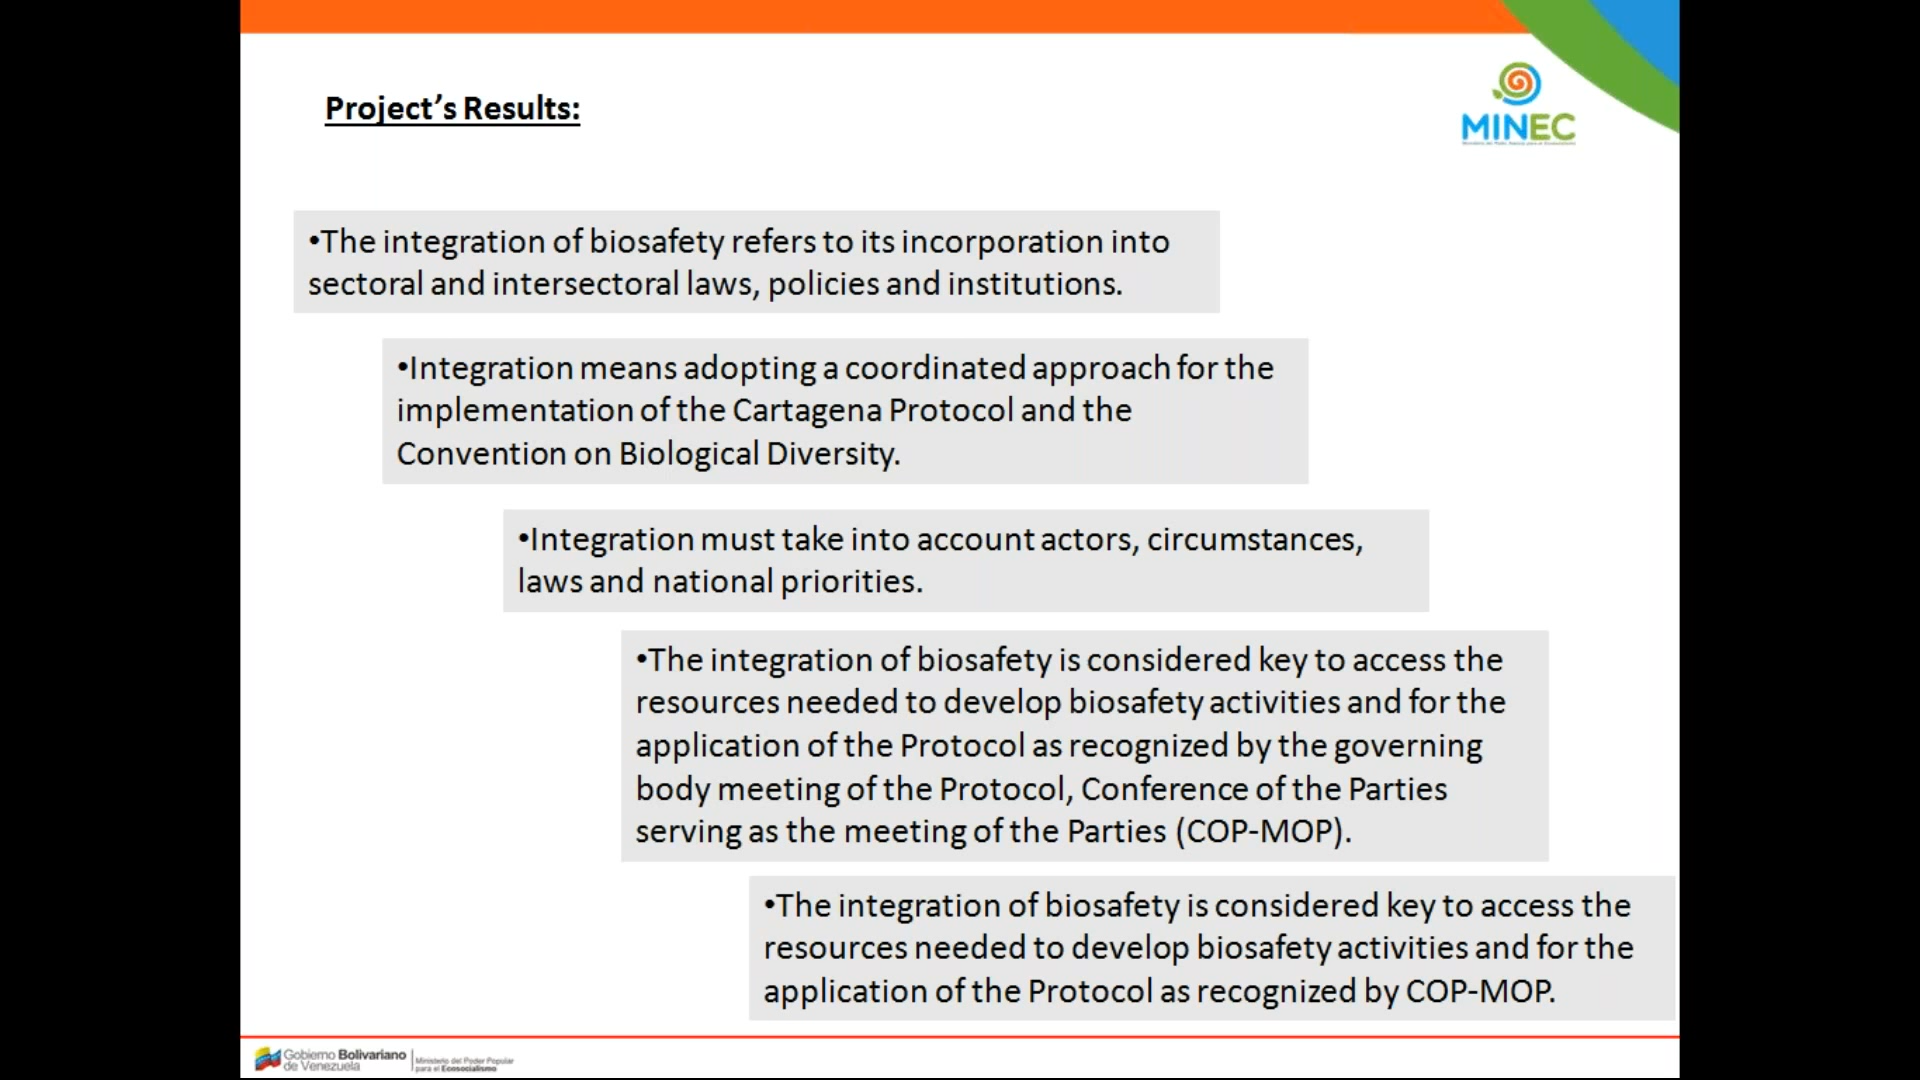 Project's Results:
MINEC
Ministerio del Poder Popular para el Ecosocialismo
•The integration of biosafety refers to its incorporation into
sectoral and intersectoral laws, policies and institutions.
•Integration means adopting a coordinated approach for the
implementation of the Cartagena Protocol and the
Convention on Biological Diversity.
•Integration must take into account actors, circumstances,
laws and national priorities.
•The integration of biosafety is considered key to access the
resources needed to develop biosafety activities and for the
application of the Protocol as recognized by the governing
body meeting of the Protocol, Conference of the Parties
serving as the meeting of the Parties (COP-MOP).
•The integration of biosafety is considered key to access the
resources needed to develop biosafety activities and for the
application of the Protocol as recognized by COP-MOP.
Gobierno Bolivariano
de Venezuela
Ministerio del Poder Popular
para el Ecosocialismo